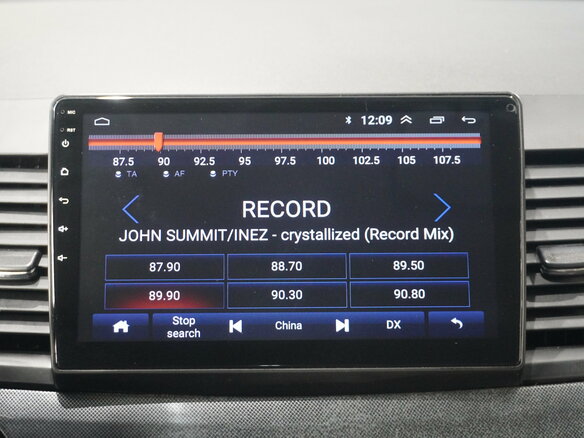 MIC
12:09
RST
87.5 90 92.5 95 97.5 100 102.5 105 107.5
TA AF PTY
RECORD
JOHN SUMMIT/INEZ - crystallized (Record Mix)
87.90 88.70 89.50
89.90 90.30 90.80
Stop search China DX